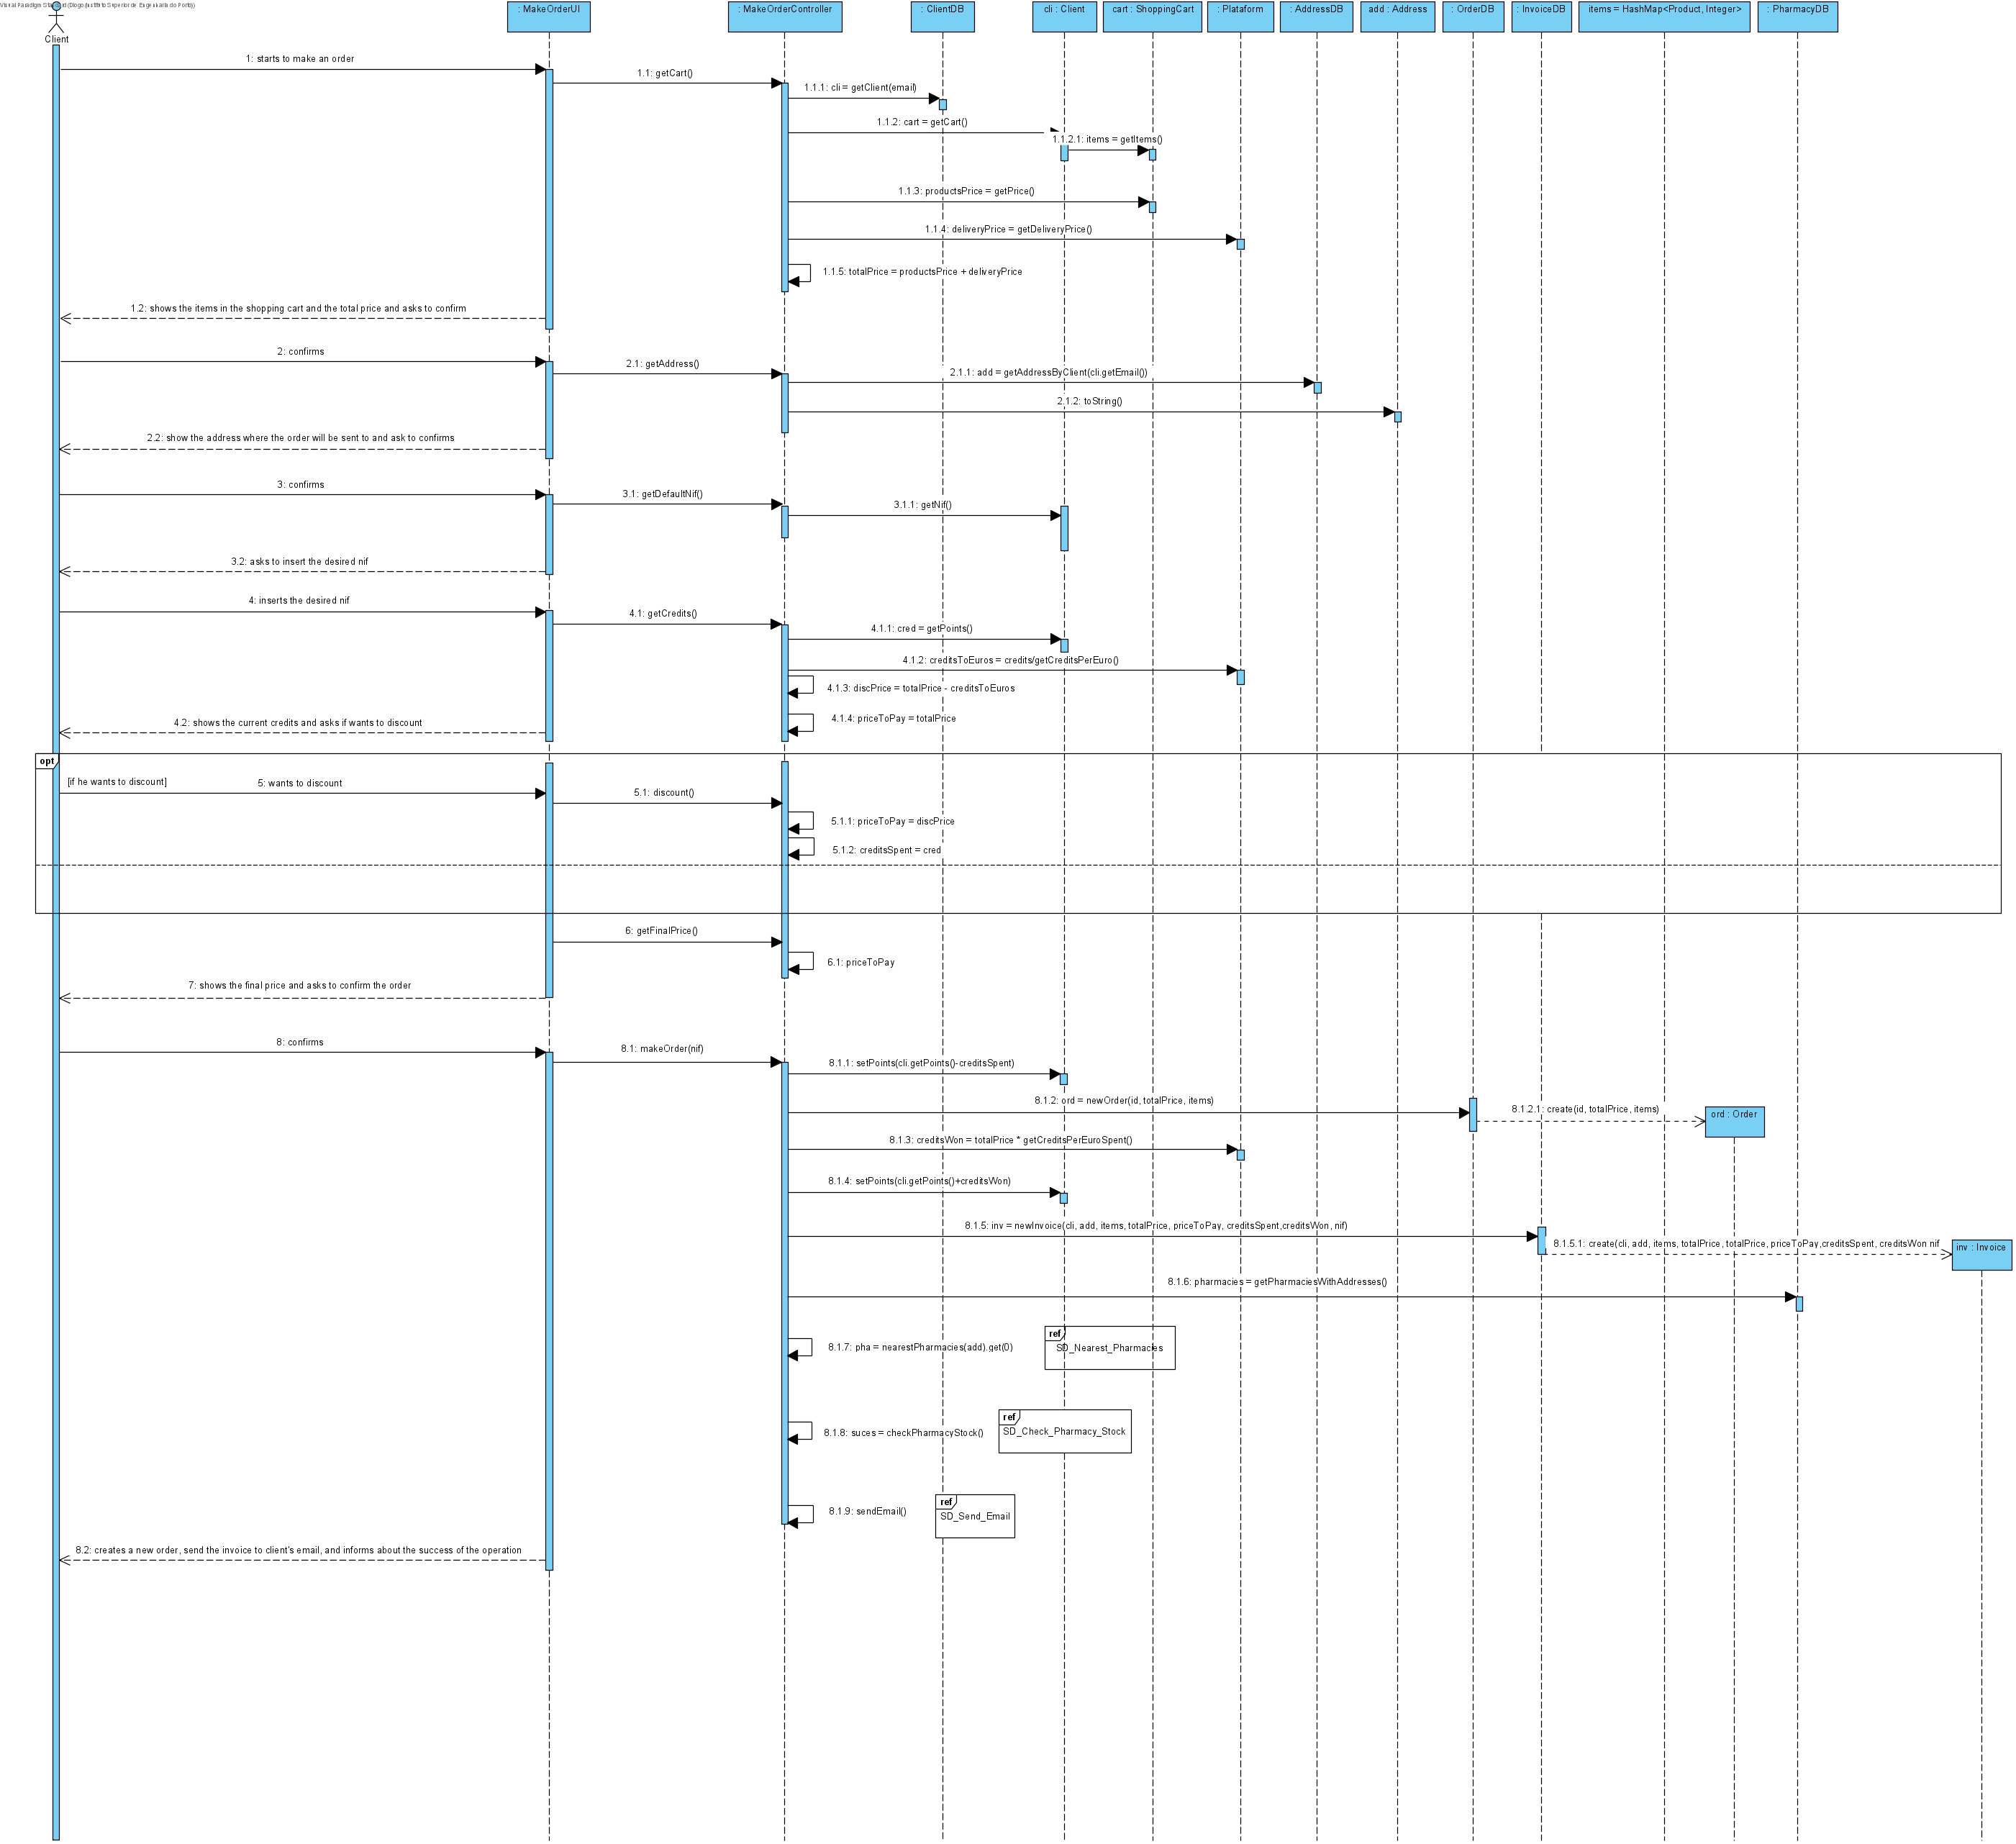 Visual Paradigm Standard (Diogo (Instituto Superior de Engenharia do Porto))
Client
: MakeOrderUI
: MakeOrderController
: ClientDB
cli : Client
cart : ShoppingCart
: Plataform
: AddressDB
add : Address
: OrderDB
: InvoiceDB
items = HashMap<Product, Integer>
: PharmacyDB
1: starts to make an order
1.1: getCart()
1.1.1: cli = getClient(email)
1.1.2: cart = getCart()
1.1.2.1: items = getItems()
1.1.3: productsPrice = getPrice()
1.1.4: deliveryPrice = getDeliveryPrice()
1.1.5: totalPrice = productsPrice + deliveryPrice
1.2: shows the items in the shopping cart and the total price and asks to confirm
2: confirms
2.1: getAddress()
2.1.1: add = getAddressByClient(cli.getEmail())
2.1.2: toString()
2.2: show the address where the order will be sent to and ask to confirms
3: confirms
3.1: getDefaultNif()
3.1.1: getNif()
3.2: asks to insert the desired nif
4: inserts the desired nif
4.1: getCredits()
4.1.1: cred = getPoints()
4.1.2: creditsToEuros = credits/getCreditsPerEuro()
4.1.3: discPrice = totalPrice - creditsToEuros
4.1.4: priceToPay = totalPrice
4.2: shows the current credits and asks if wants to discount
opt
[if he wants to discount]
5: wants to discount
5.1: discount()
5.1.1: priceToPay = discPrice
5.1.2: creditsSpent = cred
6: getFinalPrice()
6.1: priceToPay
7: shows the final price and asks to confirm the order
8: confirms
8.1: makeOrder(nif)
8.1.1: setPoints(cli.getPoints()-creditsSpent)
8.1.2: ord = newOrder(id, totalPrice, items)
8.1.2.1: create(id, totalPrice, items)
ord : Order
8.1.3: creditsWon = totalPrice * getCreditsPerEuroSpent()
8.1.4: setPoints(cli.getPoints()+creditsWon)
8.1.5: inv = newInvoice(cli, add, items, totalPrice, priceToPay, creditsSpent,creditsWon, nif)
8.1.5.1: create(cli, add, items, totalPrice, totalPrice, priceToPay,creditsSpent, creditsWon nif
inv : Invoice
8.1.6: pharmacies = getPharmaciesWithAddresses()
8.1.7: pha = nearestPharmacies(add).get(0)
ref
SD_Nearest_Pharmacies
8.1.8: suces = checkPharmacyStock()
ref
SD_Check_Pharmacy_Stock
8.1.9: sendEmail()
ref
SD_Send_Email
8.2: creates a new order, send the invoice to client's email, and informs about the success of the operation